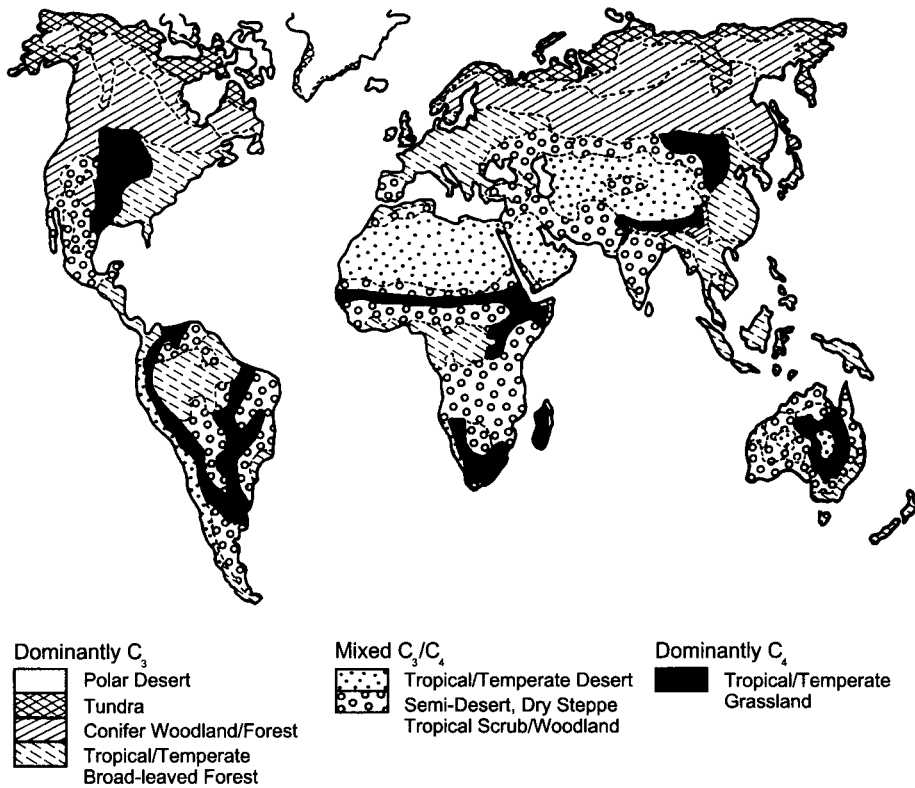 Dominantly C3
Polar Desert
Tundra
Conifer Woodland/Forest
Tropical/Temperate
Broad-leaved Forest
Mixed C3/C4
Tropical/Temperate Desert
Semi-Desert, Dry Steppe
Tropical Scrub/Woodland
Dominantly C4
Tropical/Temperate
Grassland